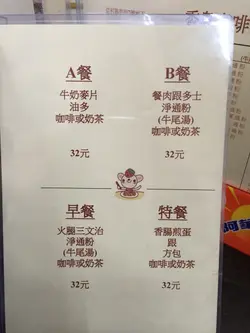 A餐
牛奶麥片
油多
咖啡或奶茶
32元
B餐
餐肉跟多士
淨通粉
(牛尾湯)
咖啡或奶茶
32元
早餐
火腿三文治
淨通粉
(牛尾湯)
咖啡或奶茶
32元
特餐
香腸煎蛋
跟
方包
咖啡或奶茶
32元